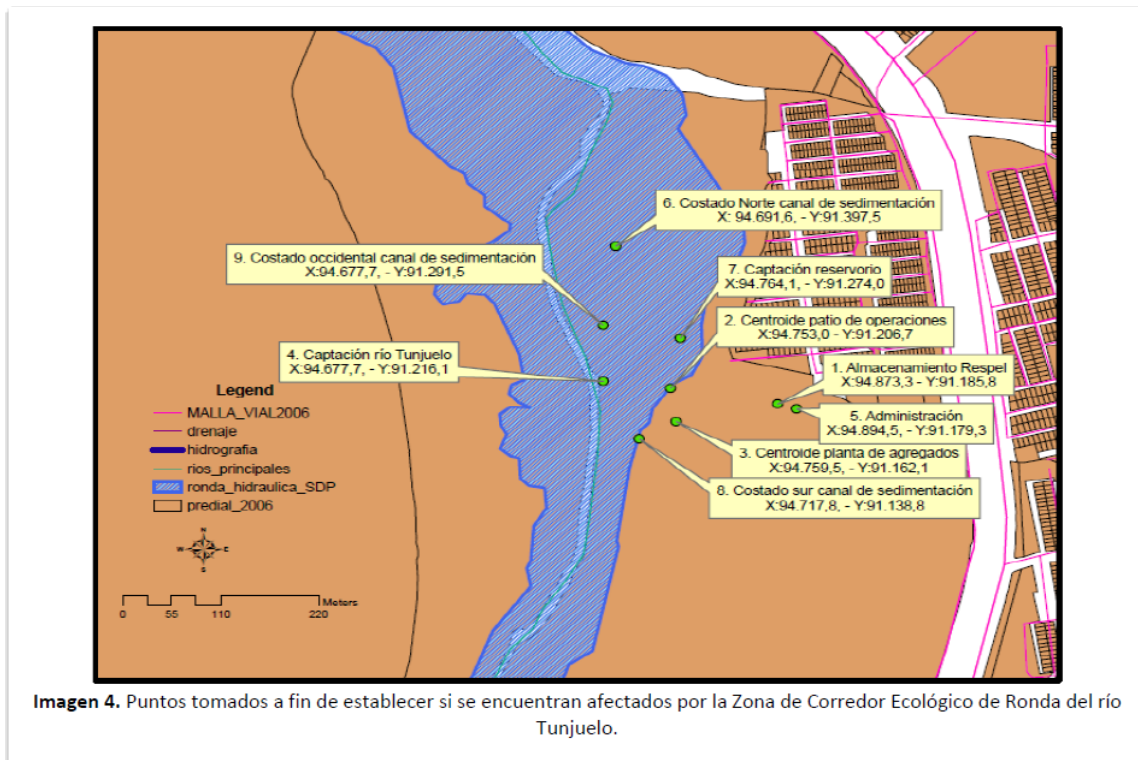 6. Costado Norte canal de sedimentación
X: 94.691,6, - Y:91.397,5
9. Costado occidental canal de sedimentación
X:94.677,7, - Y:91.291,5
7. Captación reservorio
X:94.764,1, - Y:91.274,0
2. Centroide patio de operaciones
X:94.753,0 - Y:91.206,7
4. Captación río Tunjuelo
X:94.677,7, - Y:91.216,1
1. Almacenamiento Respel
X:94.873,3 - Y:91.185,8
5. Administración
X:94.894,5, - Y:91.179,3
3. Centroide planta de agregados
X:94.759,5, - Y:91.162,1
8. Costado sur canal de sedimentación
X:94.717,8, - Y:91.138,8
Legend
MALLA_VIAL2006
drenaje
hidrografia
rios_principales
ronda_hidraulica_SDP
predial_2006
N
W E
S
Meters
0 55 110 220
Imagen 4. Puntos tomados a fin de establecer si se encuentran afectados por la Zona de Corredor Ecológico de Ronda del río
Tunjuelo.